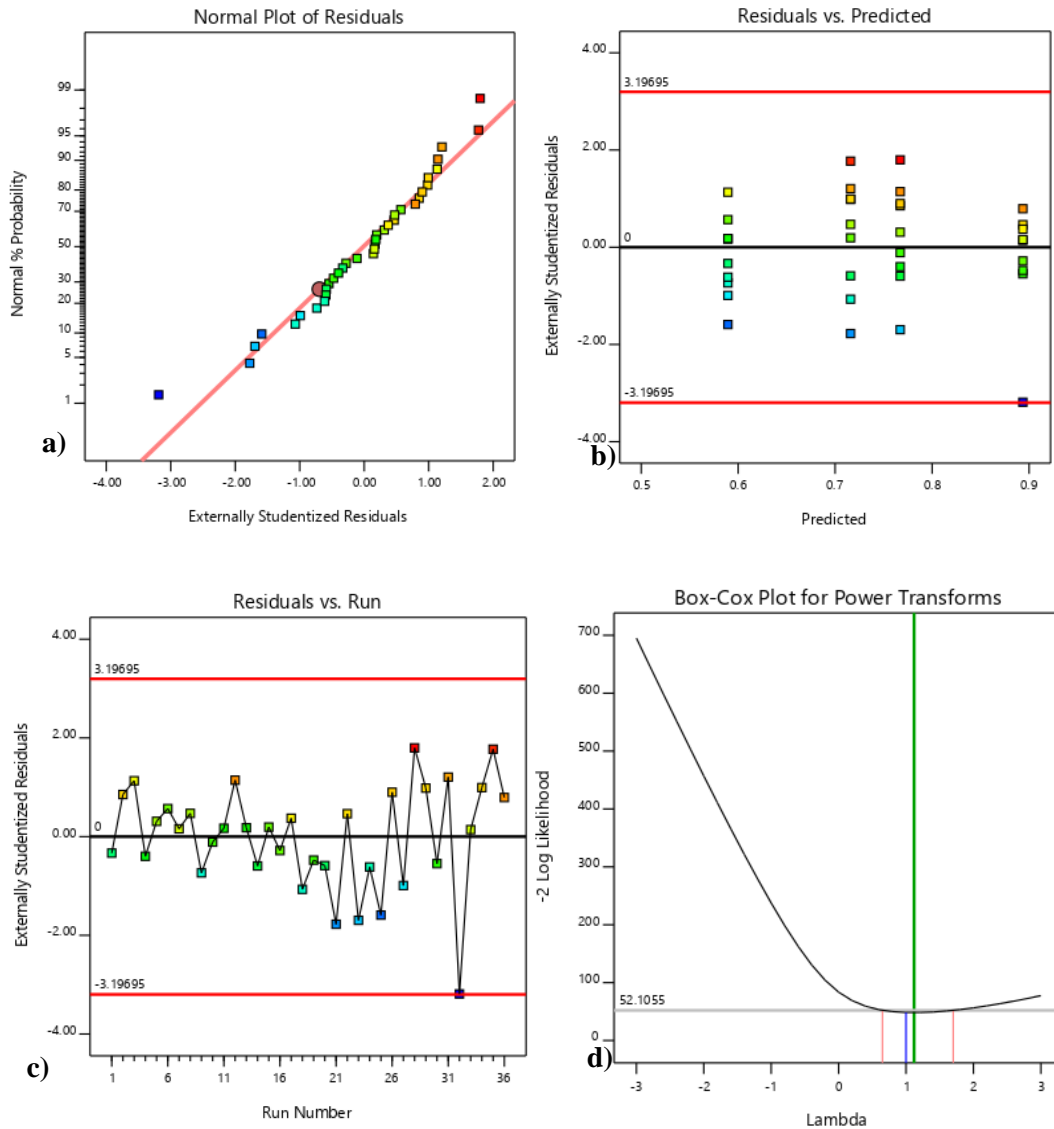 Normal Plot of Residuals
Normal % Probability
99
95
90
80
70
50
30
20
10
5
1
a)
-4.00 -3.00 -2.00 -1.00 0.00 1.00 2.00
Externally Studentized Residuals
Residuals vs. Predicted
Externally Studentized Residuals
4.00
3.19695
2.00
0.00
0
-2.00
-3.19695
-4.00
b)
0.5 0.6 0.7 0.8 0.9
Predicted
Residuals vs. Run
Externally Studentized Residuals
4.00
3.19695
2.00
0.00
0
-2.00
-3.19695
-4.00
c)
1 6 11 16 21 26 31 36
Run Number
Box-Cox Plot for Power Transforms
-2 Log Likelihood
700
600
500
400
300
200
100
52.1055
0
d)
-3 -2 -1 0 1 2 3
Lambda